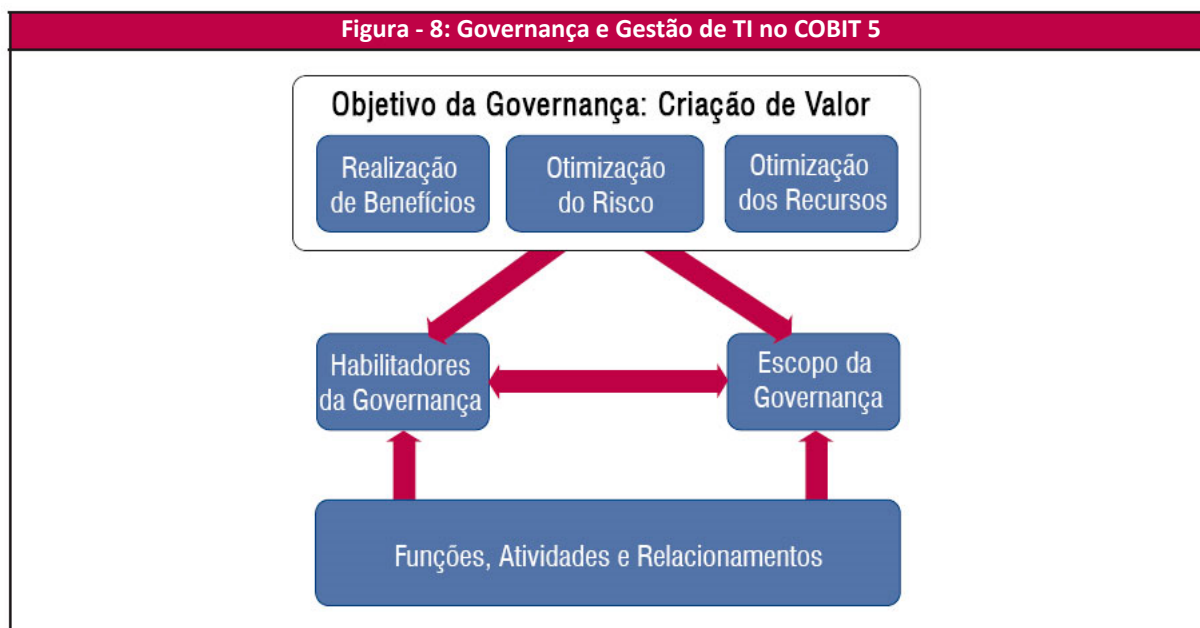 Figura - 8: Governança e Gestão de TI no COBIT 5
Objetivo da Governança: Criação de Valor
Realização
de Benefícios
Otimização
do Risco
Otimização
dos Recursos
Habilitadores
da Governança
Escopo da
Governança
Funções, Atividades e Relacionamentos